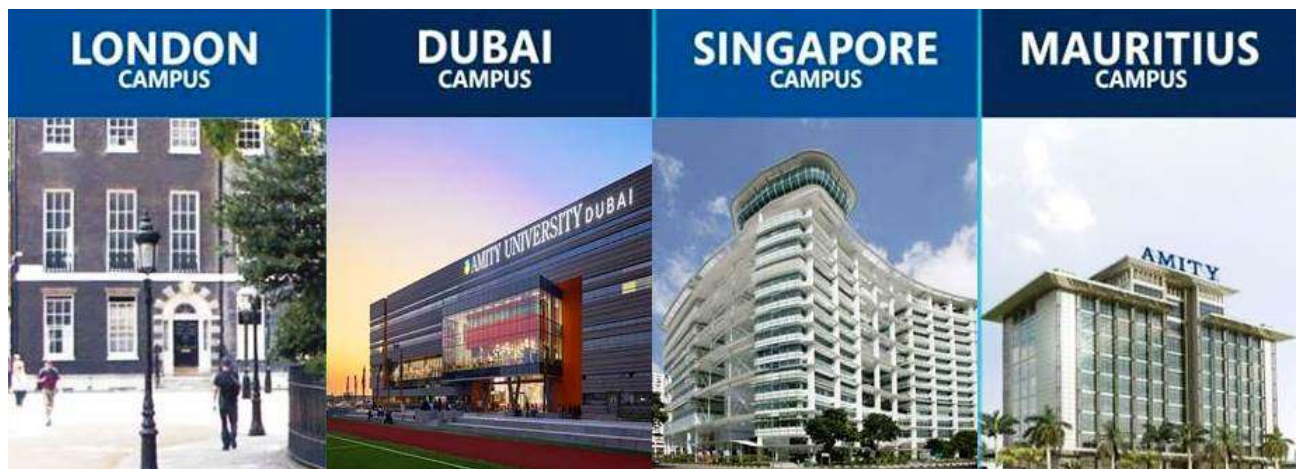 LONDON
CAMPUS
DUBAI
CAMPUS
SINGAPORE
CAMPUS
MAURITIUS
CAMPUS
AMITY UNIVERSITY DUBAI
AMITY